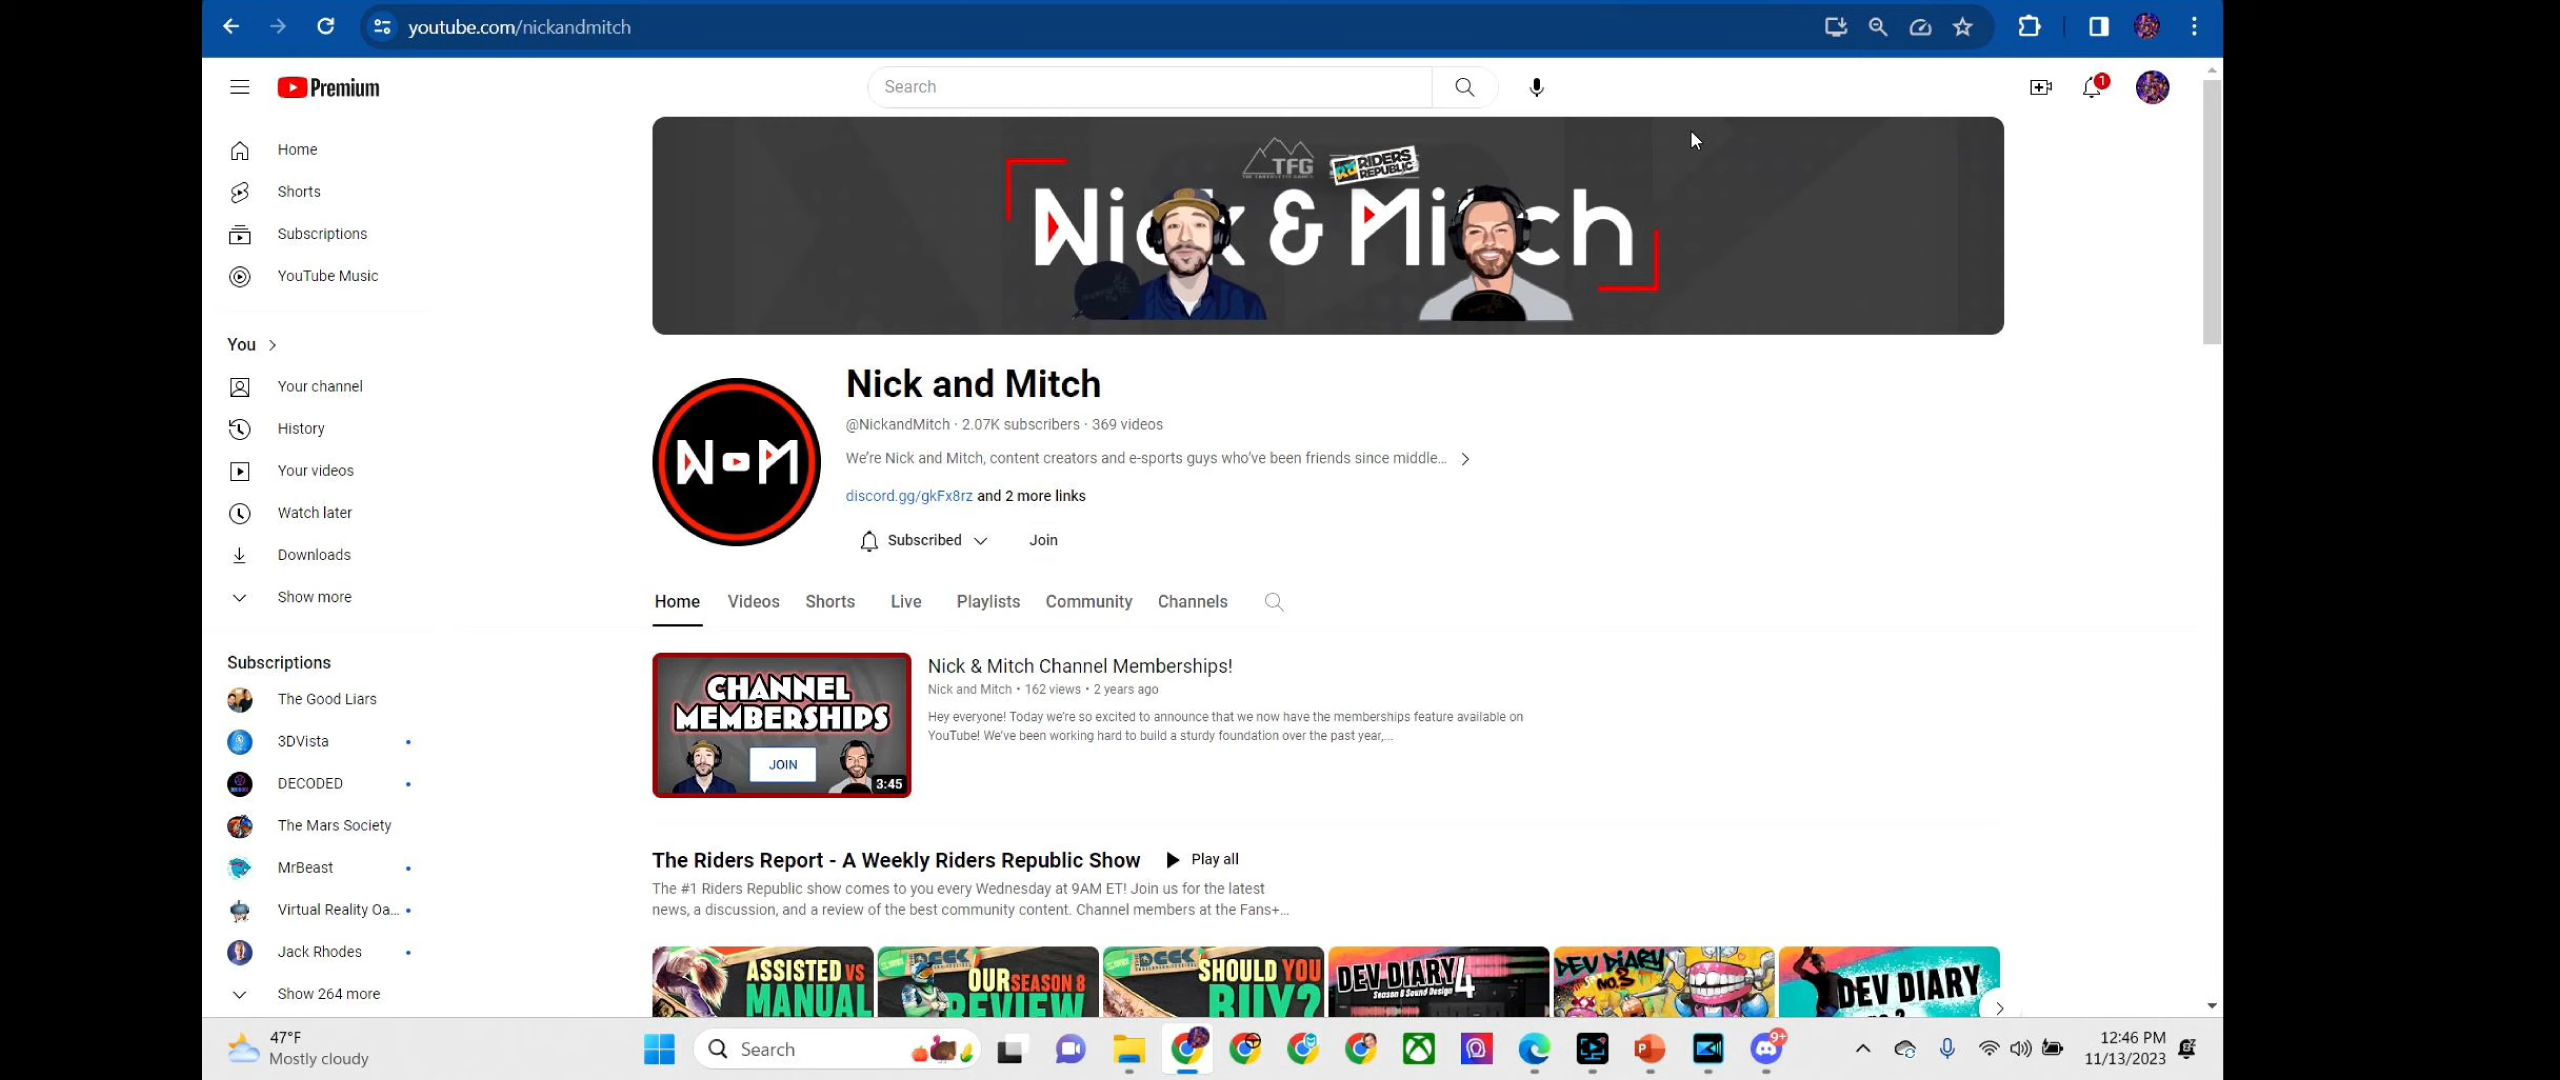 youtube.com/nickandmitch
Premium
Search
1
Home
Shorts
Subscriptions
YouTube Music
You
Your channel
History
Your videos
Watch later
Downloads
Show more
Subscriptions
The Good Liars
3DVista
DECODED
The Mars Society
MrBeast
Virtual Reality Oa...
Jack Rhodes
Show 264 more
TFG
RIDERS
REPUBLIC
Nick & Mitch
N M
Nick and Mitch
@NickandMitch · 2.07K subscribers · 369 videos
We're Nick and Mitch, content creators and e-sports guys who've been friends since middle...
discord.gg/gkFx8rz and 2 more links
Subscribed
Join
Home Videos Shorts Live Playlists Community Channels
CHANNEL
MEMBERSHIPS
JOIN
3:45
Nick & Mitch Channel Memberships!
Nick and Mitch • 162 views • 2 years ago
Hey everyone! Today we're so excited to announce that we now have the memberships feature available on
YouTube! We've been working hard to build a sturdy foundation over the past year,...
The Riders Report - A Weekly Riders Republic Show Play all
The #1 Riders Republic show comes to you every Wednesday at 9AM ET! Join us for the latest
news, a discussion, and a review of the best community content. Channel members at the Fans+...
ASSISTED VS
MANUAL
OUR SEASON 8
REVIEW
SHOULD YOU
BUY?
DEV DIARY 4
Season 8 Sound Design
DEV DIARY
NO.3
DEV DIARY
47°F
Mostly cloudy
Search
9+
12:46 PM
11/13/2023